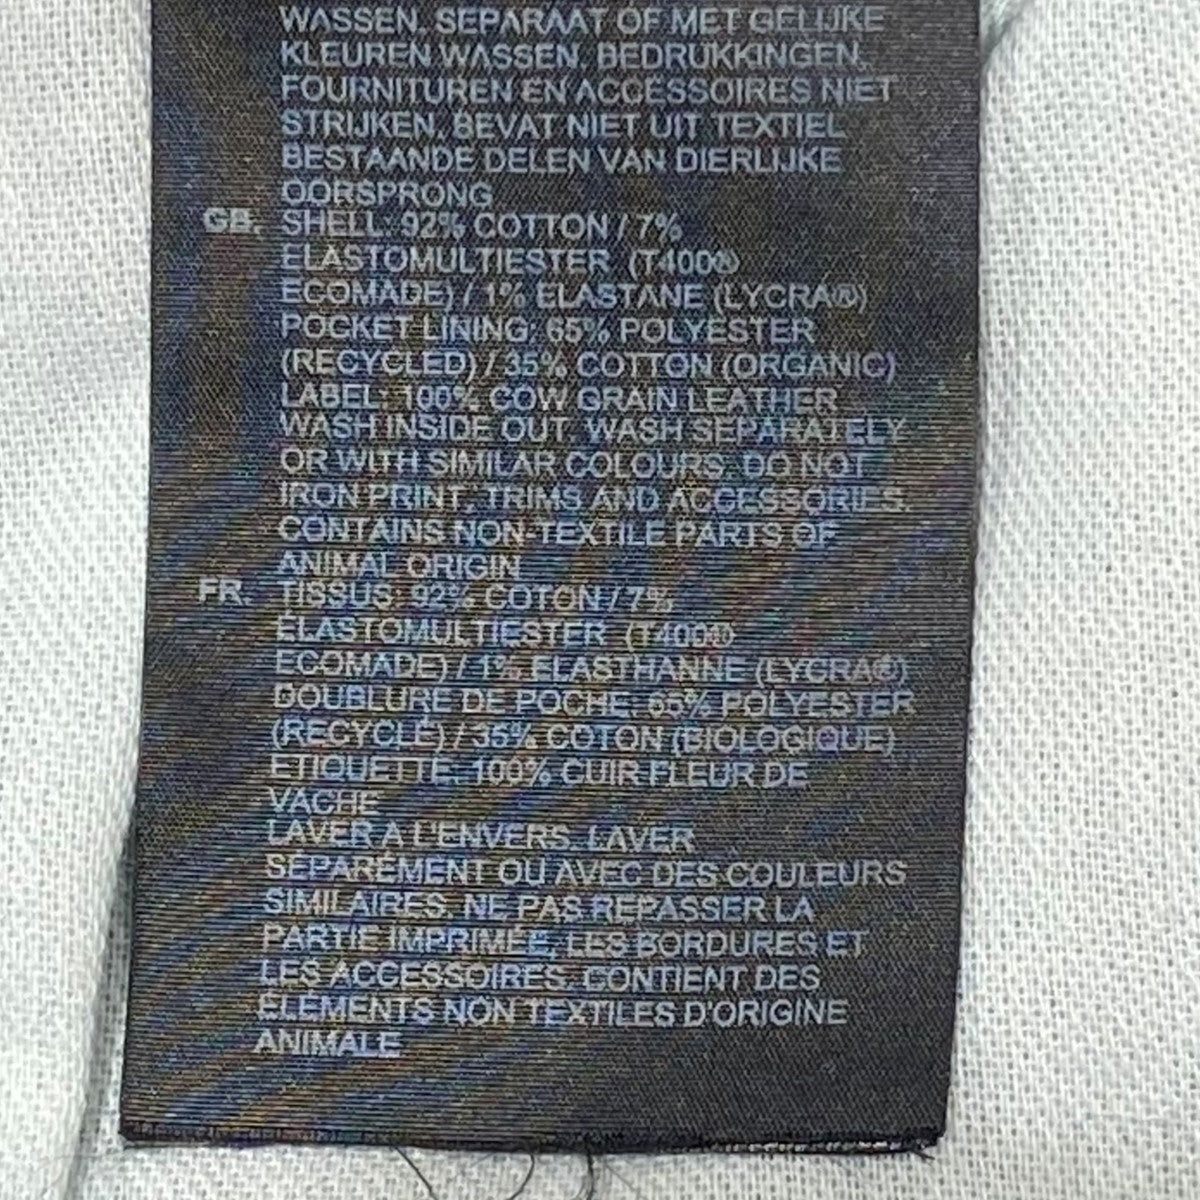 WASSEN. SEPARAAT OF MET GELIJKE
KLEUREN WASSEN. BEDRUKKINGEN,
FOURNITUREN EN ACCESSOIRES NIET
STRIJKEN. BEVAT NIET UIT TEXTIEL
BESTAANDE DELEN VAN DIERLIJKE
OORSPRONG
GB. SHELL: 92% COTTON / 7%
ELASTOMULTIESTER (T400®
ECOMADE) / 1% ELASTANE (LYCRA®)
POCKET LINING: 65% POLYESTER
(RECYCLED) / 35% COTTON (ORGANIC)
LABEL: 100% COW GRAIN LEATHER
WASH INSIDE OUT. WASH SEPARATELY
OR WITH SIMILAR COLOURS. DO NOT
IRON PRINT, TRIMS AND ACCESSORIES.
CONTAINS NON-TEXTILE PARTS OF
ANIMAL ORIGIN
FR. TISSUS: 92% COTON / 7%
ELASTOMULTIESTER (T400®
ECOMADE) / 1% ELASTHANNE (LYCRA®)
DOUBLURE DE POCHE: 65% POLYESTER
(RECYCLÉ) / 35% COTON (BIOLOGIQUE)
ETIQUETTE: 100% CUIR FLEUR DE
VACHE
LAVER A L'ENVERS. LAVER
SÉPARÉMENT OU AVEC DES COULEURS
SIMILAIRES. NE PAS REPASSER LA
PARTIE IMPRIMÉE, LES BORDURES ET
LES ACCESSOIRES. CONTIENT DES
ÉLÉMENTS NON TEXTILES D'ORIGINE
ANIMALE